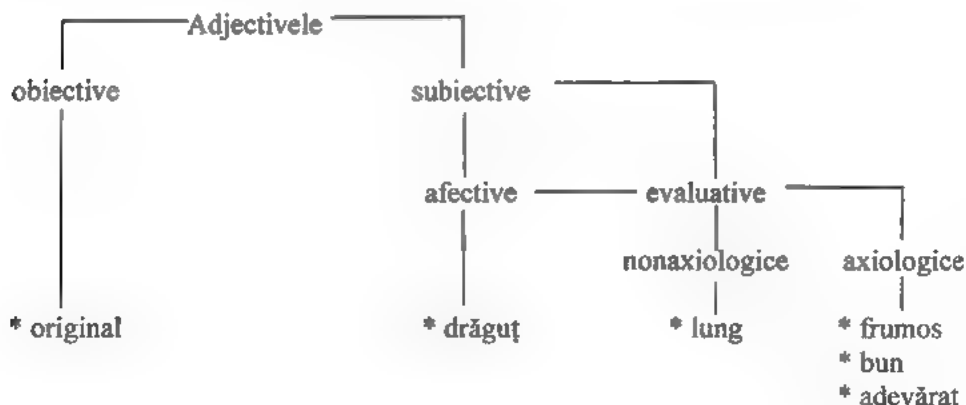 Adjectivele
obiective subiective
afective evaluative
nonaxiologice axiologice
* original * drăguț * lung * frumos
* bun
* adevărat